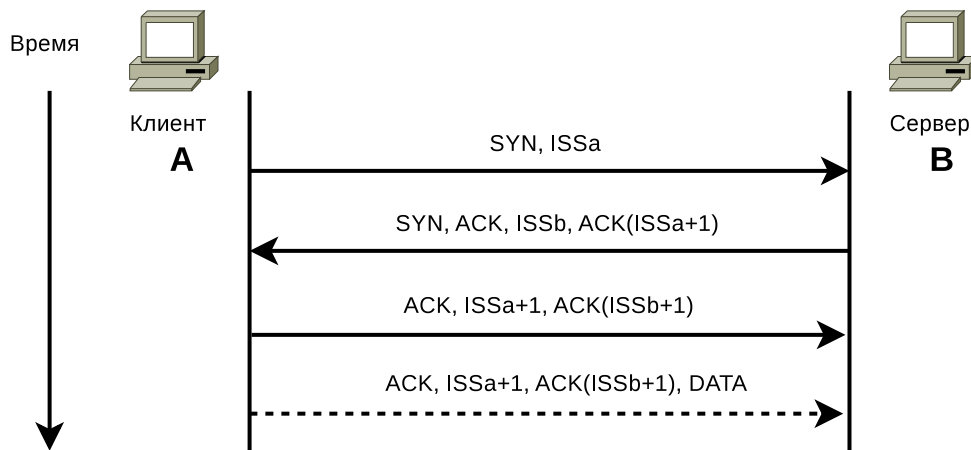 Время
Клиент
A
Сервер
B
SYN, ISSa
SYN, ACK, ISSb, ACK(ISSa+1)
ACK, ISSa+1, ACK(ISSb+1)
ACK, ISSa+1, ACK(ISSb+1), DATA